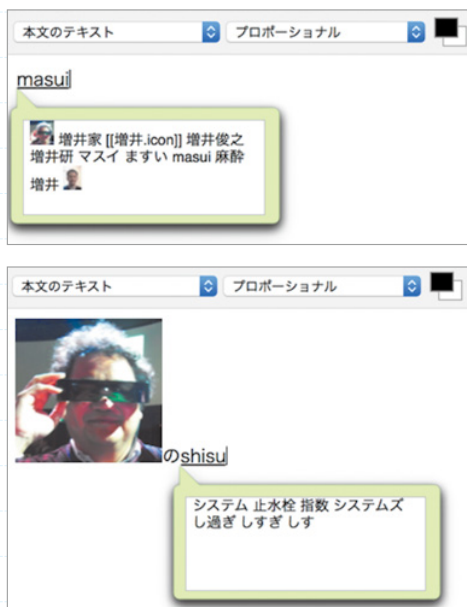 本文のテキスト プロポーショナル
masui
増井家 [[増井.icon]] 増井俊之
増井研 マスイ ますい masui 麻酔
増井
本文のテキスト プロポーショナル
のshisu
システム 止水栓 指数 システムズ
し過ぎ しすぎ しす